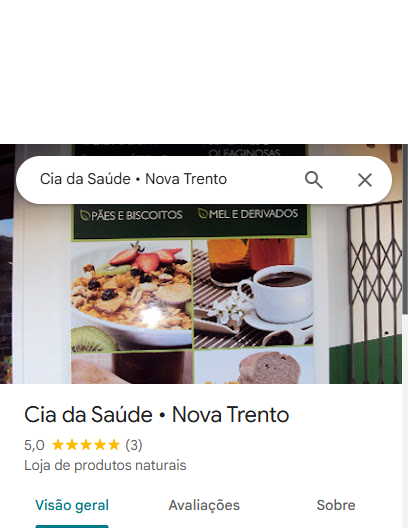 OLEAGINOSAS
Cia da Saúde • Nova Trento
PÃES E BISCOITOS
MEL E DERIVADOS
Cia da Saúde • Nova Trento
5,0 ★★★★★ (3)
Loja de produtos naturais
Visão geral Avaliações Sobre